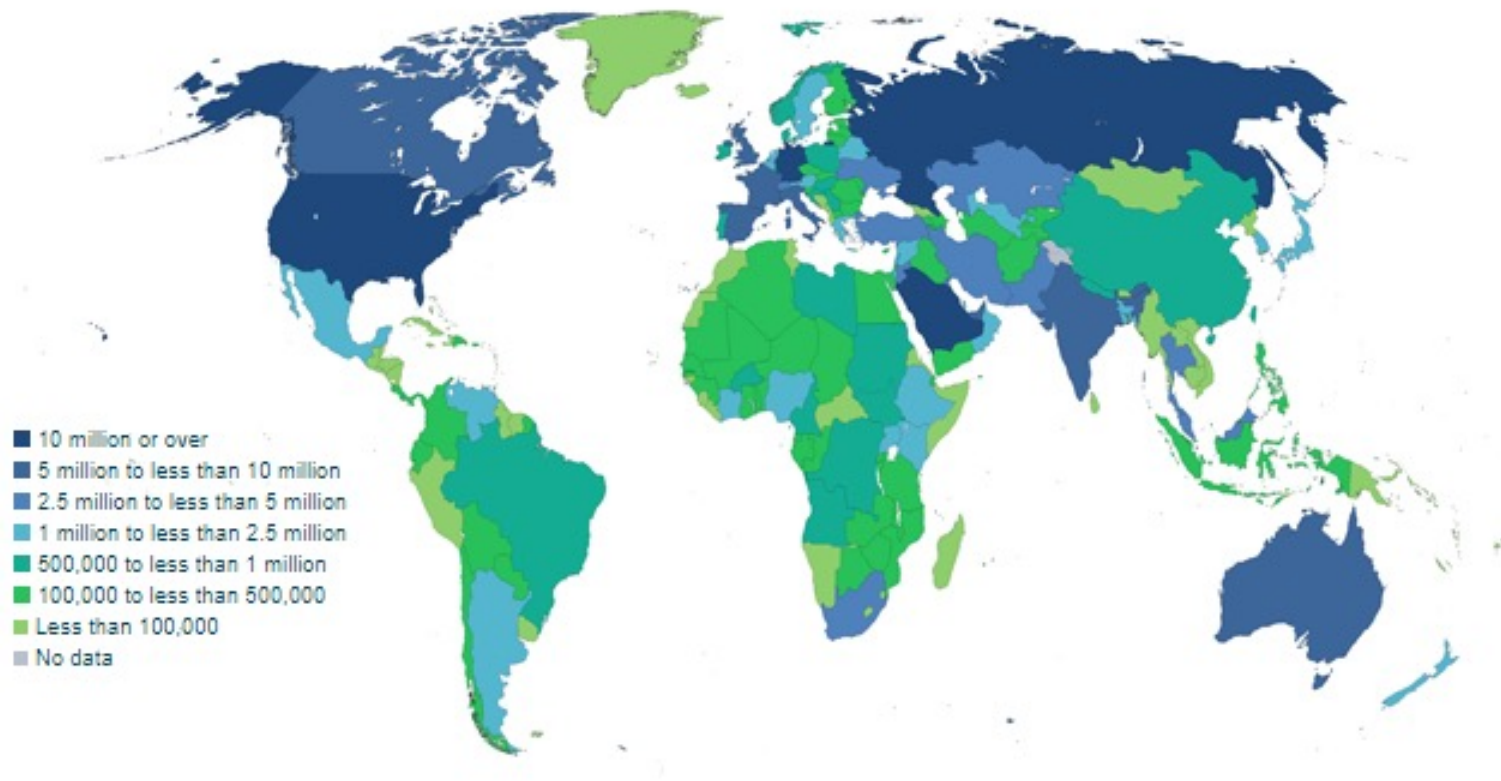 10 million or over
5 million to less than 10 million
2.5 million to less than 5 million
1 million to less than 2.5 million
500,000 to less than 1 million
100,000 to less than 500,000
Less than 100,000
No data